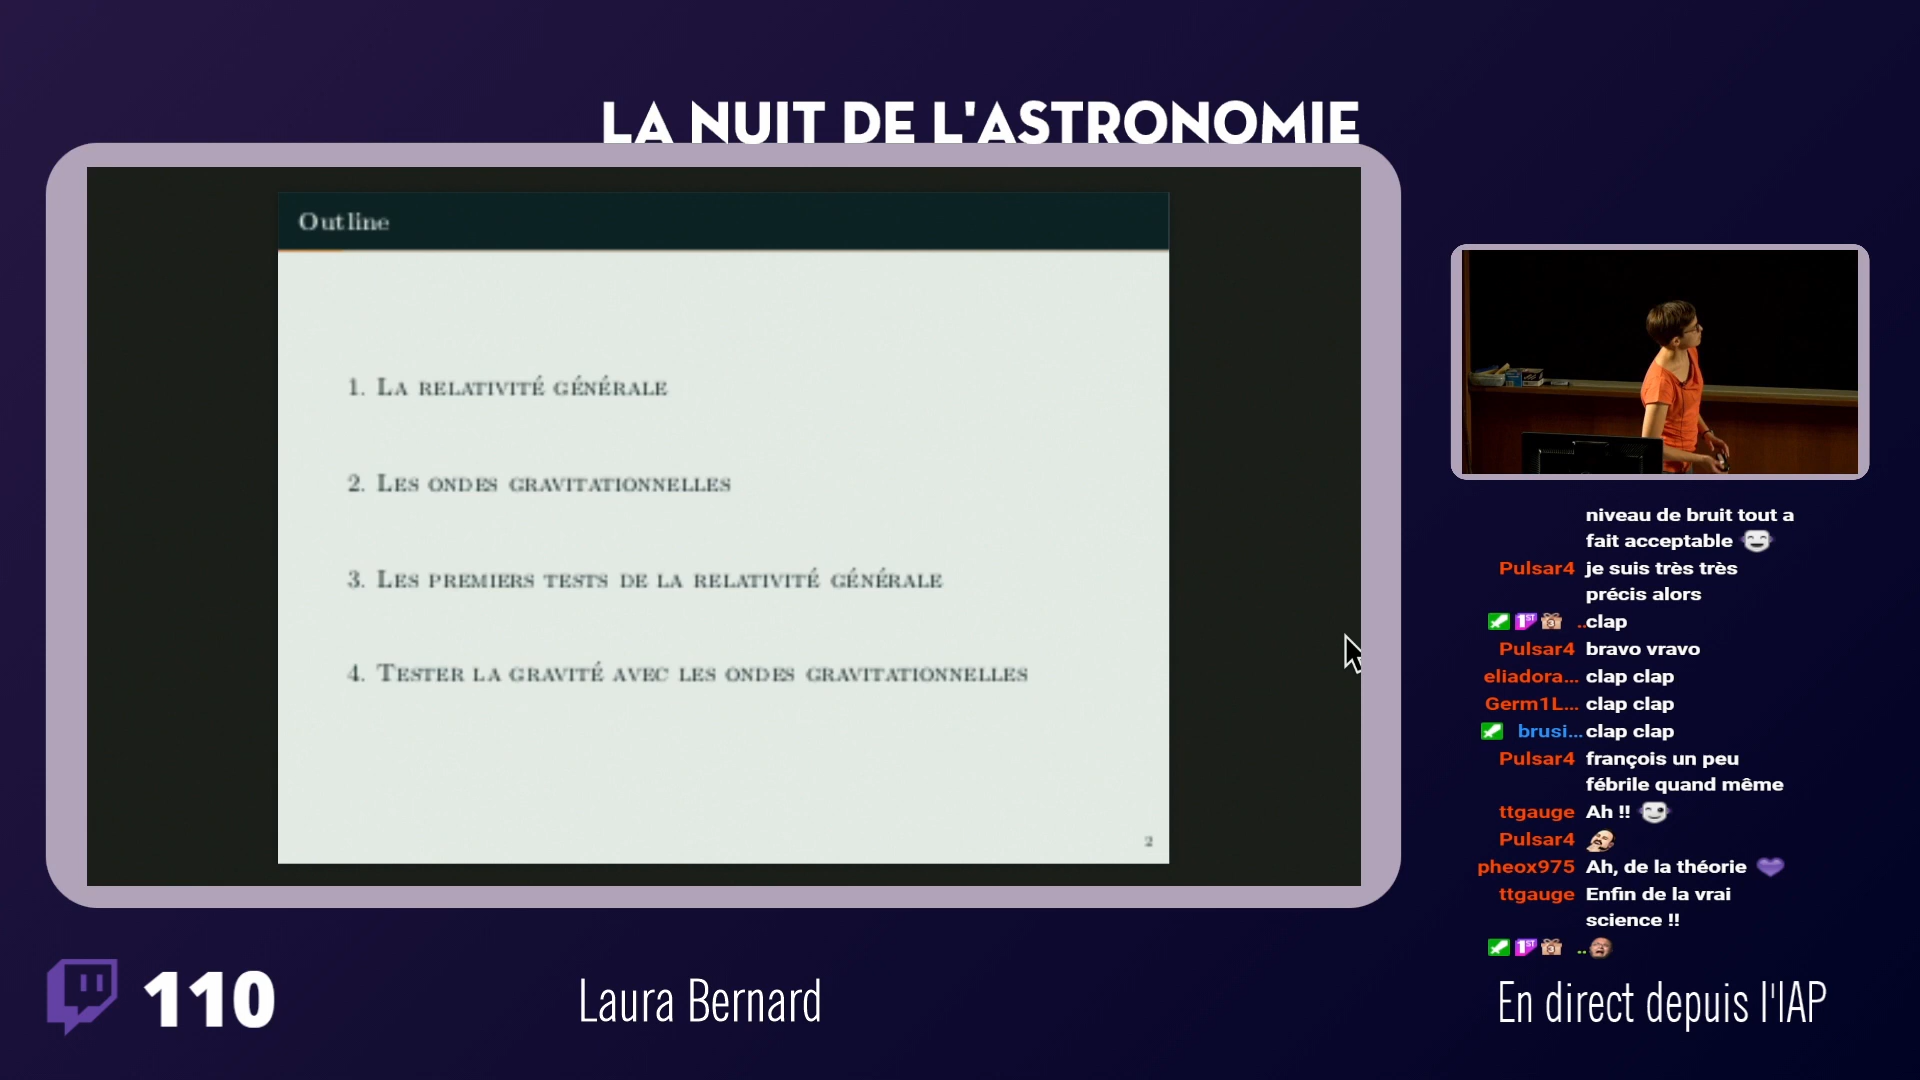 LA NUIT DE L'ASTRONOMIE
Outline
1. LA RELATIVITÉ GÉNÉRALE
2. LES ONDES GRAVITATIONNELLES
3. LES PREMIERS TESTS DE LA RELATIVITÉ GÉNÉRALE
4. TESTER LA GRAVITÉ AVEC LES ONDES GRAVITATIONNELLES
2
niveau de bruit tout a
fait acceptable
Pulsar4 je suis très très
précis alors
1ST 3 ..clap
Pulsar4 bravo vravo
eliadora... clap clap
Germ1L... clap clap
brusi... clap clap
Pulsar4 françois un peu
fébrile quand même
ttgauge Ah !!
Pulsar4
pheox975 Ah, de la théorie
ttgauge Enfin de la vrai
science !!
1ST 3 ..
110
Laura Bernard
En direct depuis l'IAP